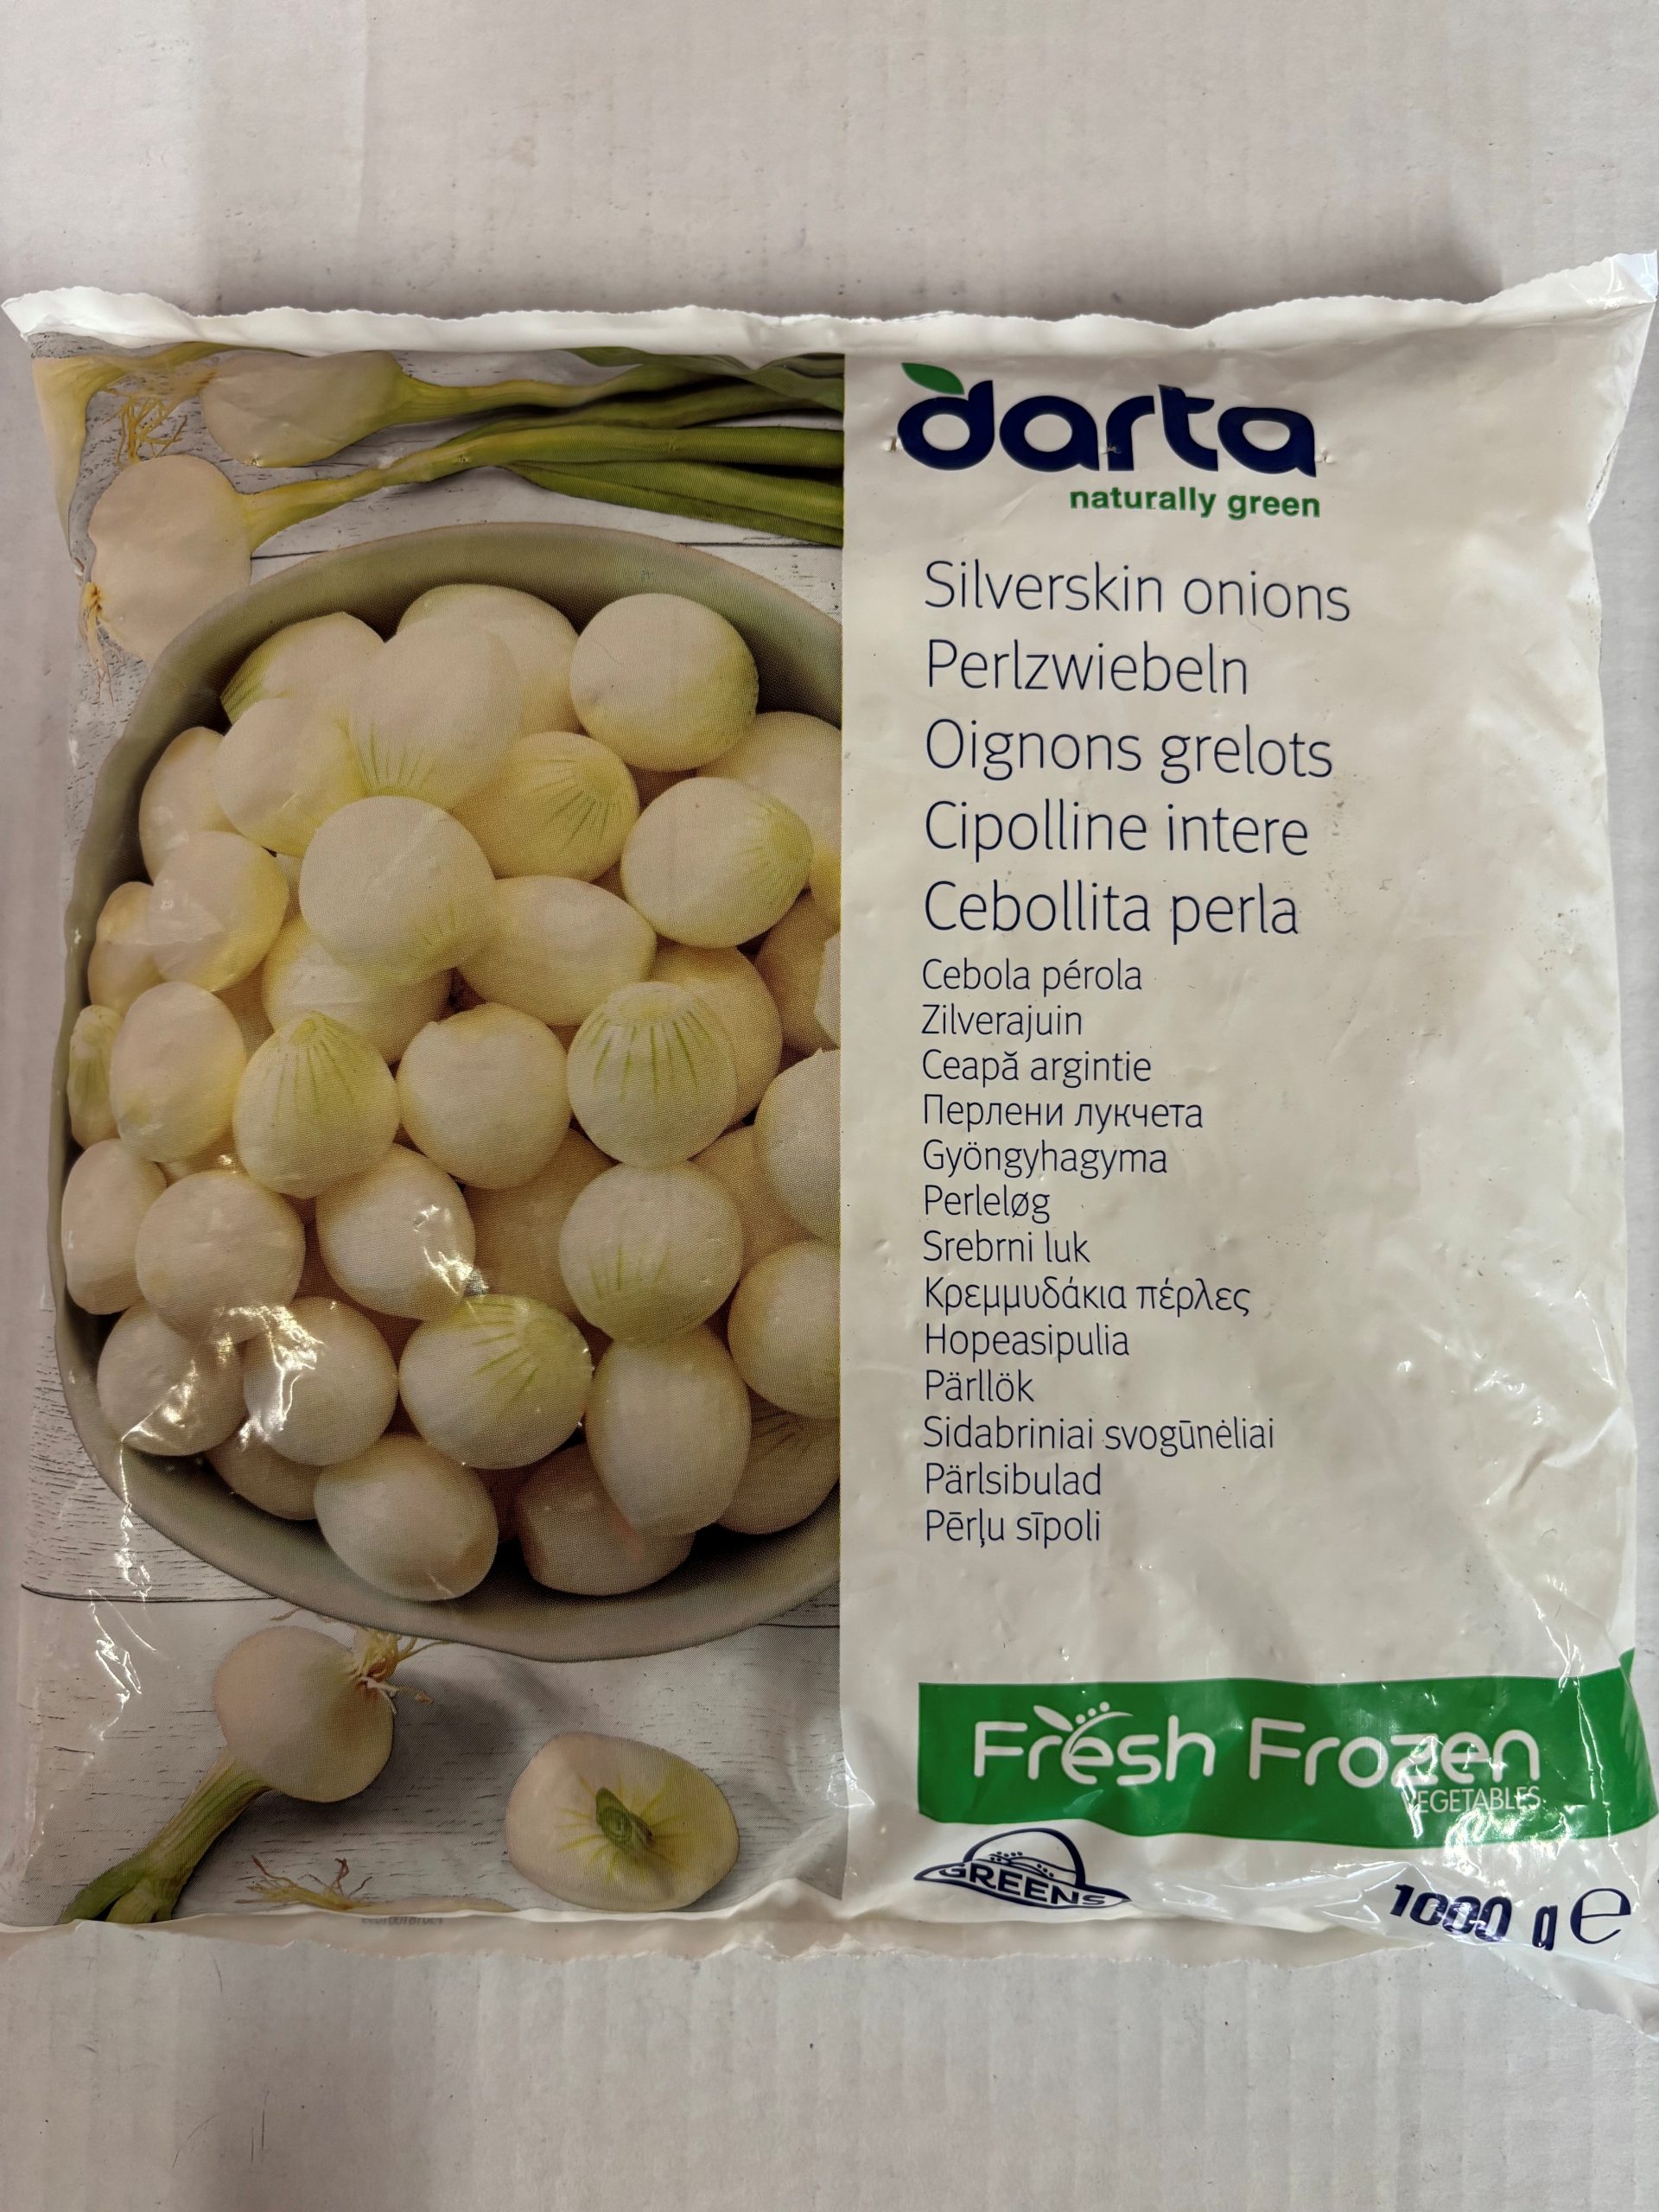 darta
naturally green
Silverskin onions
Perlzwiebeln
Oignons grelots
Cipolline intere
Cebollita perla
Cebola pérola
Zilverajuin
Ceapă argintie
Перлени лукчета
Gyöngyhagyma
Perleløg
Srebrni luk
Κρεμμυδάκια πέρλες
Hopeasipulia
Pärllök
Sidabriniai svogūnėliai
Pärlsibulad
Pērļu sīpoli
Fresh Frozen
VEGETABLES
GREENS
1000 g e